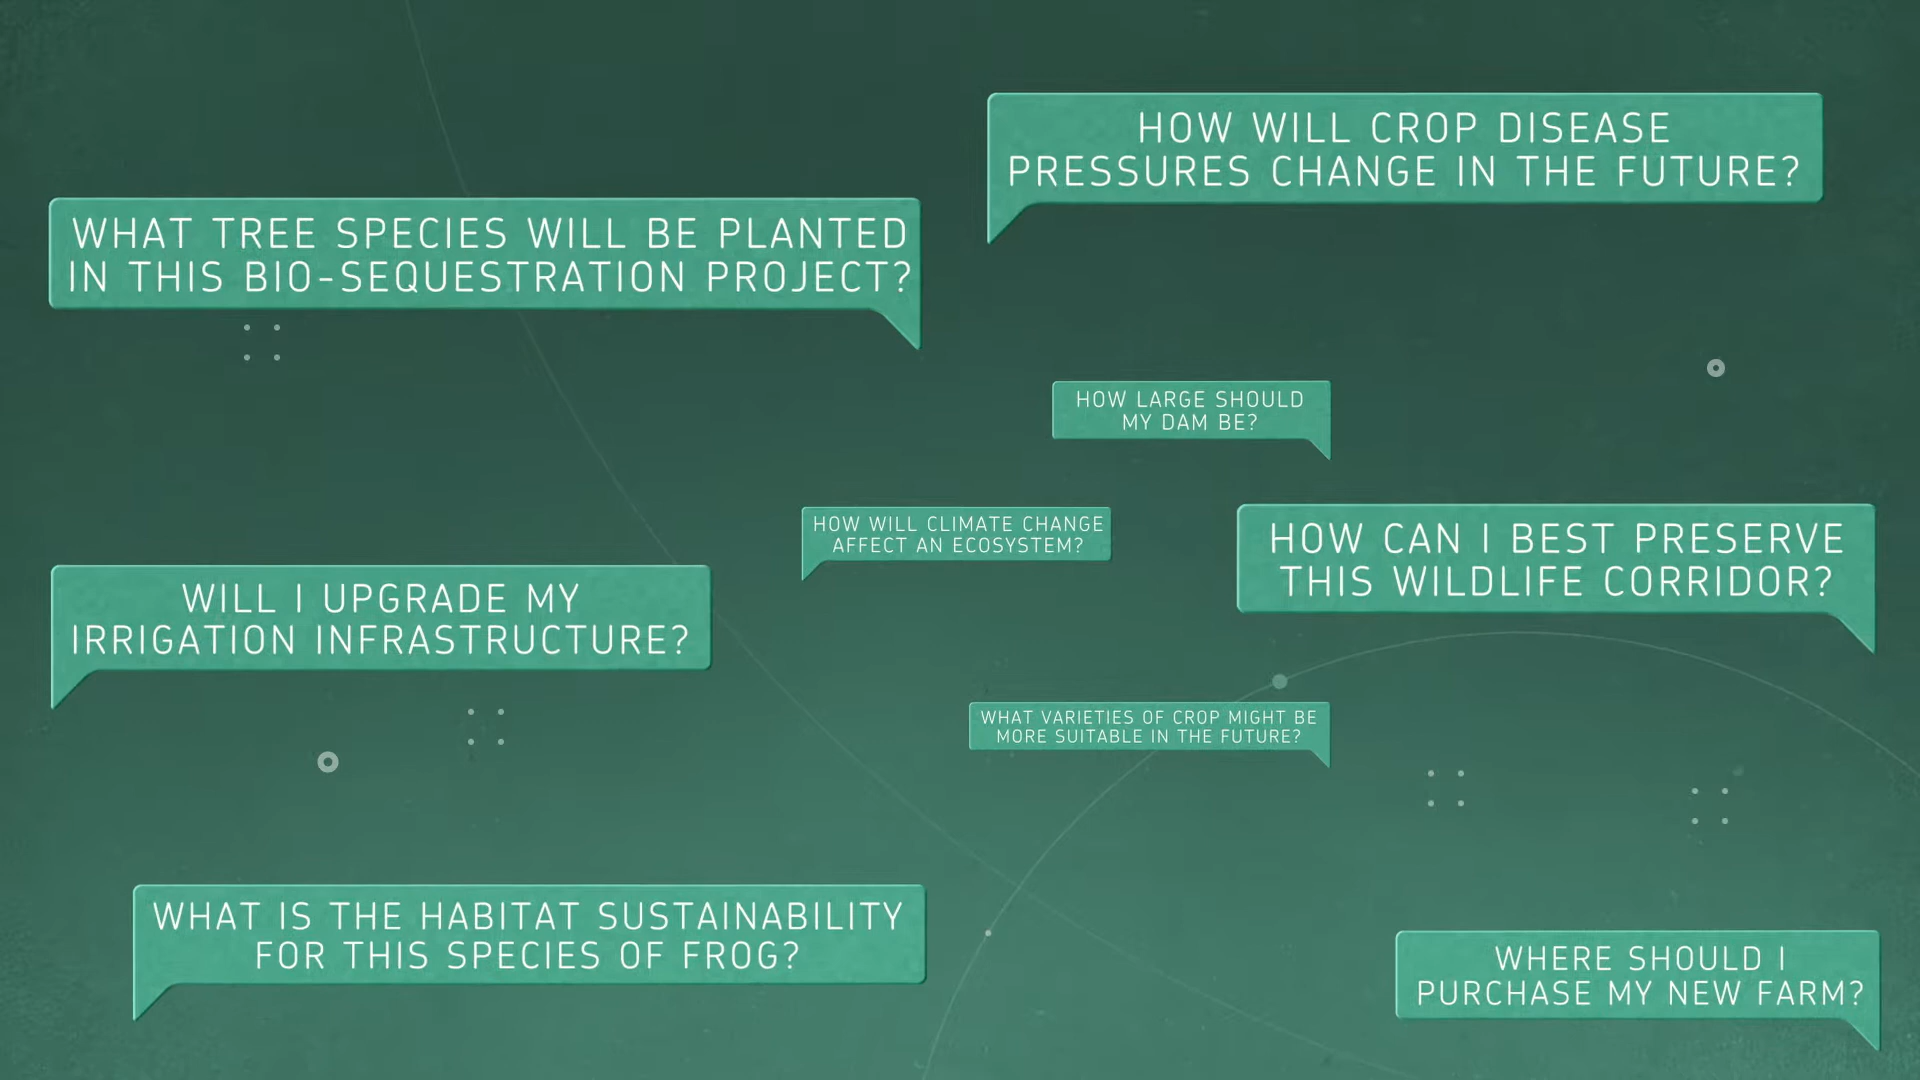 HOW WILL CROP DISEASE
PRESSURES CHANGE IN THE FUTURE?
WHAT TREE SPECIES WILL BE PLANTED
IN THIS BIO-SEQUESTRATION PROJECT?
HOW LARGE SHOULD
MY DAM BE?
HOW WILL CLIMATE CHANGE
AFFECT AN ECOSYSTEM?
HOW CAN I BEST PRESERVE
THIS WILDLIFE CORRIDOR?
WILL I UPGRADE MY
IRRIGATION INFRASTRUCTURE?
WHAT VARIETIES OF CROP MIGHT BE
MORE SUITABLE IN THE FUTURE?
WHAT IS THE HABITAT SUSTAINABILITY
FOR THIS SPECIES OF FROG?
WHERE SHOULD I
PURCHASE MY NEW FARM?